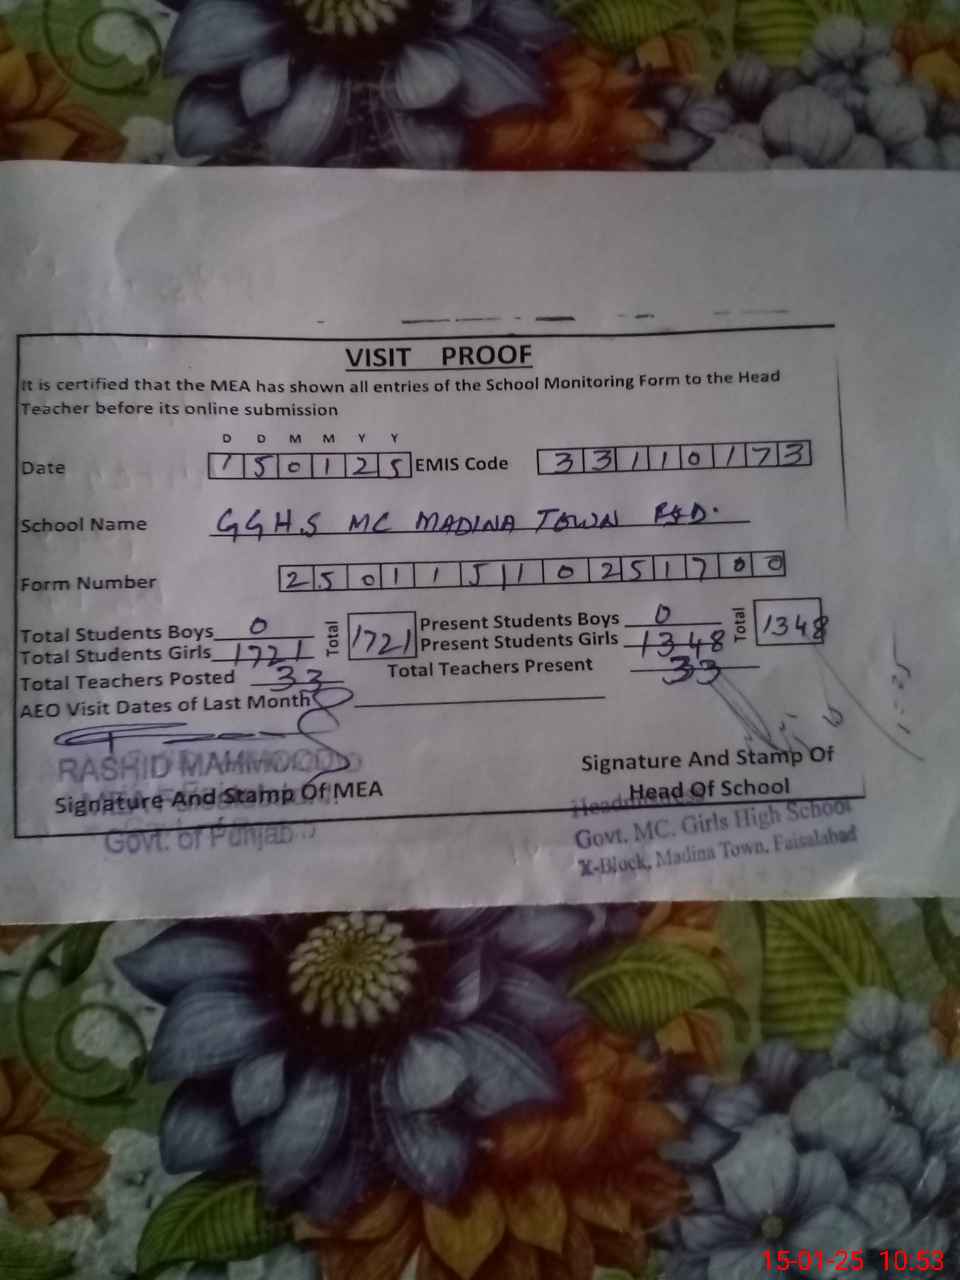 VISIT PROOF
It is certified that the MEA has shown all entries of the School Monitoring Form to the Head
Teacher before its online submission
D D M M Y Y
Date 150125 EMIS Code 33110173
School Name GGHS MC MADINA TOWN FSD.
Form Number 250115110251700
Total Students Boys 0 Total 1721 Present Students Boys 0 Total 1348
Total Students Girls 1721 Present Students Girls 1348
Total Teachers Posted 33 Total Teachers Present 33
AEO Visit Dates of Last Month
RASHID MAHMOOD
Signature And Stamp Of MEA
Govt. of Punjab
Signature And Stamp Of
Head Of School
Headmistress
Govt. MC. Girls High School
X-Block, Madina Town, Faisalabad
15-01-25 10:53